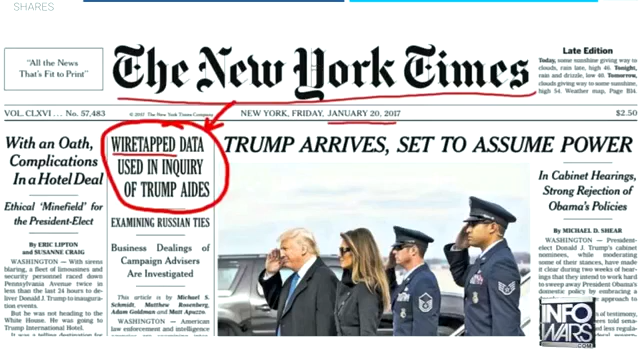 SHARES
"All the News
That's Fit to Print"
The New York Times
Late Edition
Today, some sunshine giving way to
clouds, rain late, high 46. Tonight,
rain and drizzle, low 40. Tomorrow,
clouds giving way to some sunshine,
high 54. Weather map, Page B14.
VOL. CLXVI . . . No. 57,483
© 2017 The New York Times Company
NEW YORK, FRIDAY, JANUARY 20, 2017
$2.50
With an Oath,
Complications
In a Hotel Deal
Ethical 'Minefield' for
the President-Elect
By ERIC LIPTON
and SUSANNE CRAIG
WASHINGTON — With sirens
blaring, a fleet of limousines and
security personnel raced down
Pennsylvania Avenue twice in
less than the last 24 hours to de-
liver Donald J. Trump to inaugura-
tion events.
But he was not heading to the
White House. He was going to
Trump International Hotel.
WIRETAPPED DATA
USED IN INQUIRY
OF TRUMP AIDES
EXAMINING RUSSIAN TIES
Business Dealings of
Campaign Advisers
Are Investigated
This article is by Michael S.
Schmidt, Matthew Rosenberg,
Adam Goldman and Matt Apuzzo.
WASHINGTON — American
law enforcement and intelligence
TRUMP ARRIVES, SET TO ASSUME POWER
In Cabinet Hearings,
Strong Rejection of
Obama's Policies
By MICHAEL D. SHEAR
WASHINGTON — President-
elect Donald J. Trump's cabinet
nominees, while moderating
some of their stances, have made
it clear during two weeks of hear-
ings that they intend to work hard
to sweep away President Obama's
domestic policy by embracing a
approach to
of testimony,
INFO
WARS
.COM